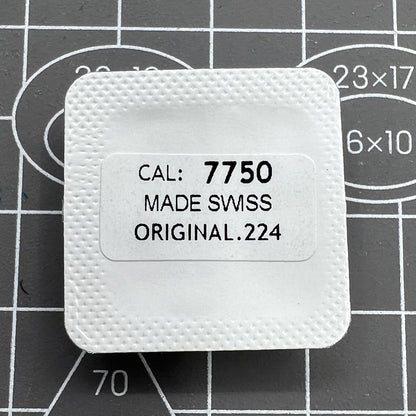 23×17
6×10
CAL: 7750
MADE SWISS
ORIGINAL.224
70